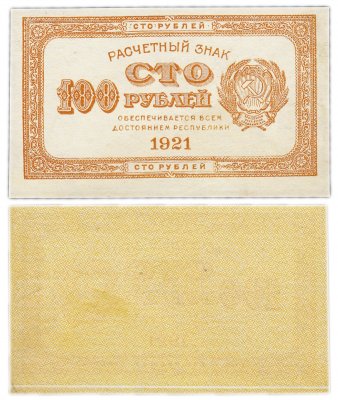 СТО РУБЛЕЙ
РАСЧЕТНЫЙ ЗНАК
СТО
100 РУБЛЕЙ
ОБЕСПЕЧИВАЕТСЯ ВСЕМ
ДОСТОЯНИЕМ РЕСПУБЛИКИ
1921
СТО РУБЛЕЙ